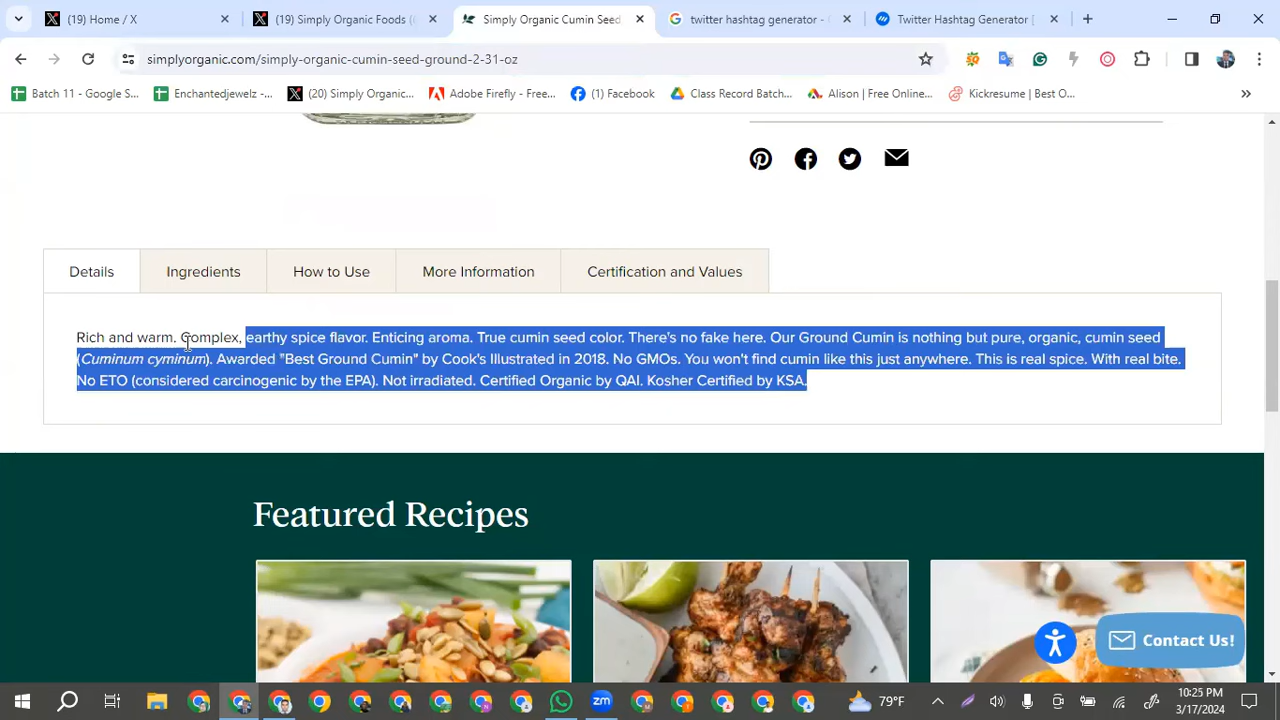 (19) Home / X
(19) Simply Organic Foods (
Simply Organic Cumin Seed
twitter hashtag generator -
Twitter Hashtag Generator [
simplyorganic.com/simply-organic-cumin-seed-ground-2-31-oz
Batch 11 - Google S...
Enchantedjewelz -...
(20) Simply Organic...
Adobe Firefly - Free...
(1) Facebook
Class Record Batch...
Alison | Free Online...
Kickresume | Best O...
Details
Ingredients
How to Use
More Information
Certification and Values
Rich and warm. Complex, earthy spice flavor. Enticing aroma. True cumin seed color. There's no fake here. Our Ground Cumin is nothing but pure, organic, cumin seed
(Cuminum cyminum). Awarded "Best Ground Cumin" by Cook's Illustrated in 2018. No GMOs. You won't find cumin like this just anywhere. This is real spice. With real bite.
No ETO (considered carcinogenic by the EPA). Not irradiated. Certified Organic by QAI. Kosher Certified by KSA.
Featured Recipes
Contact Us!
79°F
10:25 PM
3/17/2024